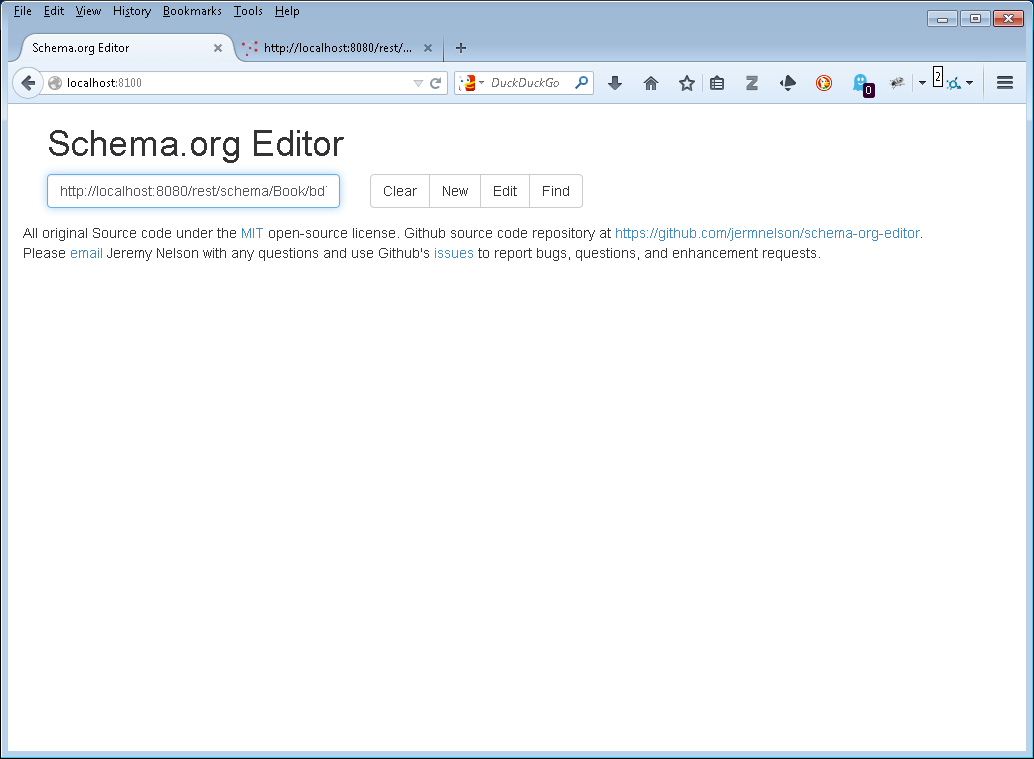 File Edit View History Bookmarks Tools Help
Schema.org Editor
http://localhost:8080/rest/...
localhost:8100
DuckDuckGo
0
2
Schema.org Editor
http://localhost:8080/rest/schema/Book/bd
Clear New Edit Find
All original Source code under the MIT open-source license. Github source code repository at https://github.com/jermnelson/schema-org-editor.
Please email Jeremy Nelson with any questions and use Github's issues to report bugs, questions, and enhancement requests.